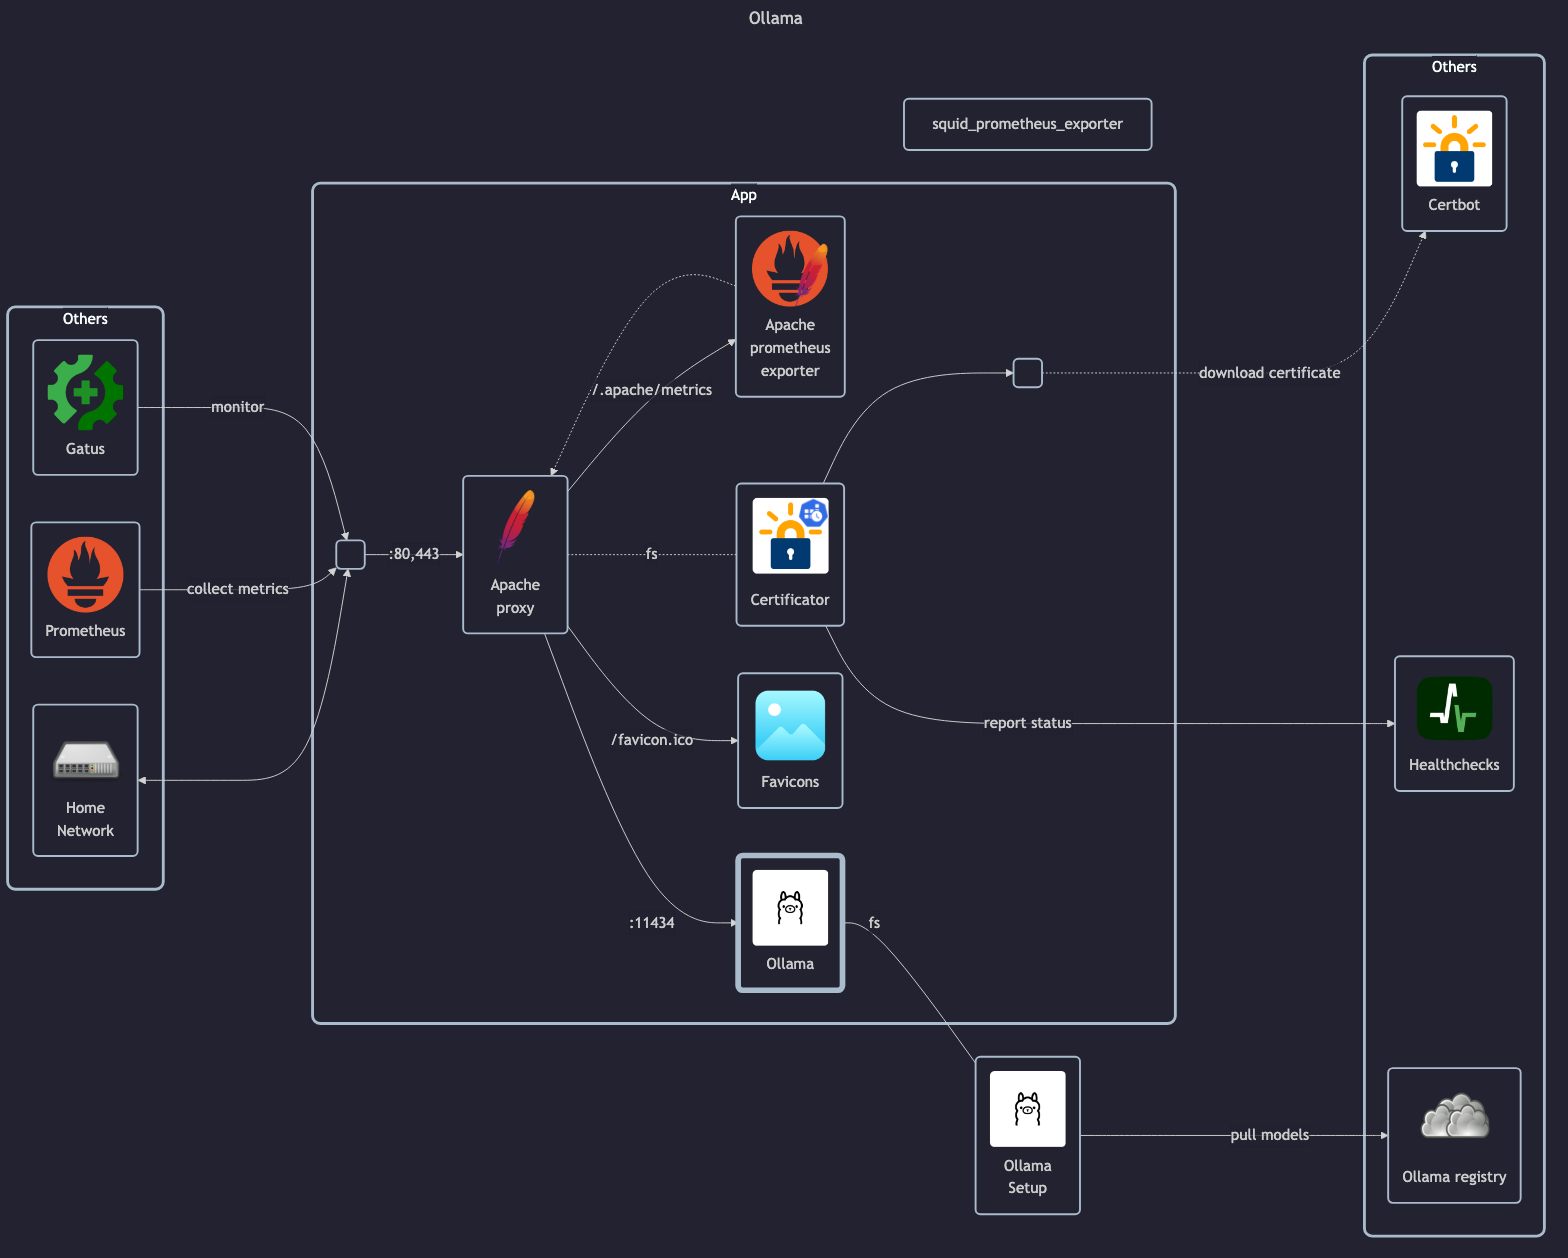 Ollama
Others
squid_prometheus_exporter
Certbot
App
Apache
prometheus
exporter
Others
Gatus
monitor
/.apache/metrics
download certificate
Prometheus
collect metrics
:80,443
Apache
proxy
fs
Certificator
Home
Network
/favicon.ico
Favicons
report status
Healthchecks
:11434
Ollama
fs
Ollama
Setup
pull models
Ollama registry